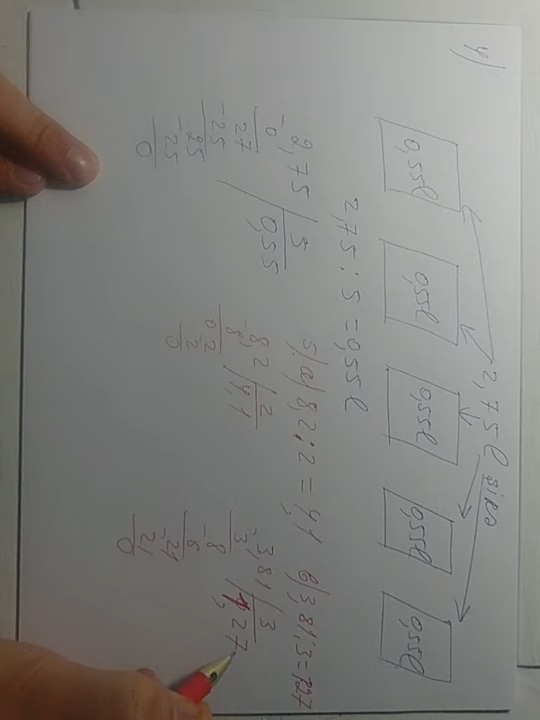 4)
2,75 l sires
0,55l 0,55l 0,55l 0,55l 0,55l
2,75 : 5 = 0,55 l
2,75 / 5
-0 0,55
27
-25
25
-25
0
5.a) 8,2 : 2 = 4,1
8,2 / 2
-8 4,1
02
2
0
b) 3,81 : 3 = 1,27
3,81 / 3
-3 1,27
8
-6
21
-21
0